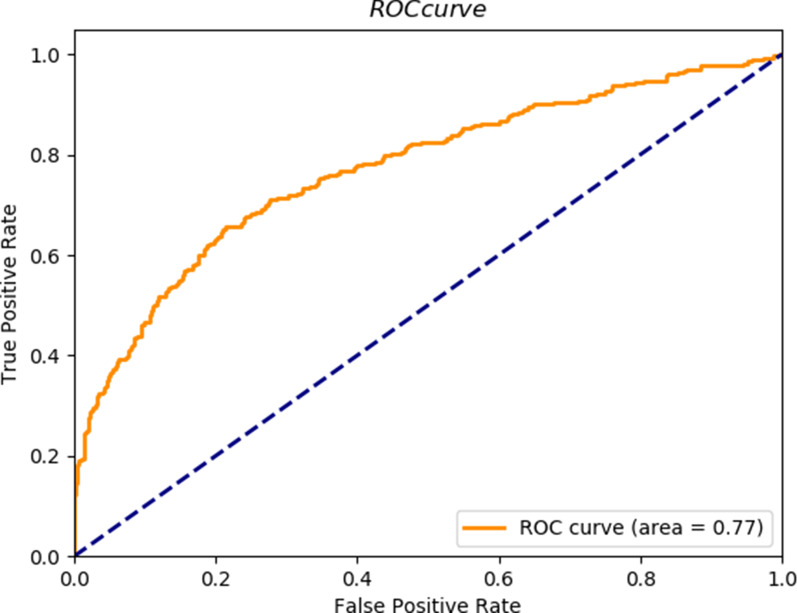 ROCcurve
1.0
0.8
0.6
0.4
0.2
0.0
True Positive Rate
ROC curve (area = 0.77)
0.0 0.2 0.4 0.6 0.8 1.0
False Positive Rate